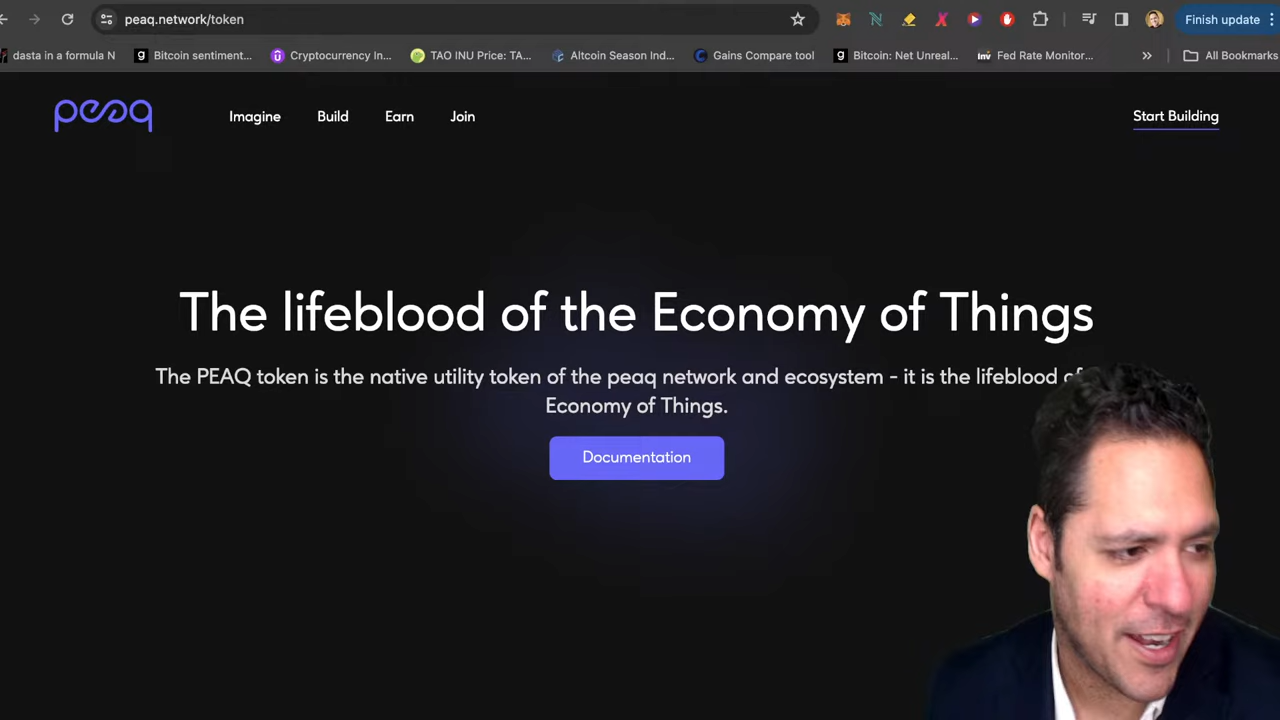 peaq.network/token
Finish update
dasta in a formula N
Bitcoin sentiment...
Cryptocurrency In...
TAO INU Price: TA...
Altcoin Season Ind...
Gains Compare tool
Bitcoin: Net Unreal...
inv
Fed Rate Monitor...
»
All Bookmarks
peaq
Imagine
Build
Earn
Join
Start Building
The lifeblood of the Economy of Things
The PEAQ token is the native utility token of the peaq network and ecosystem - it is the lifeblood of
Economy of Things.
Documentation